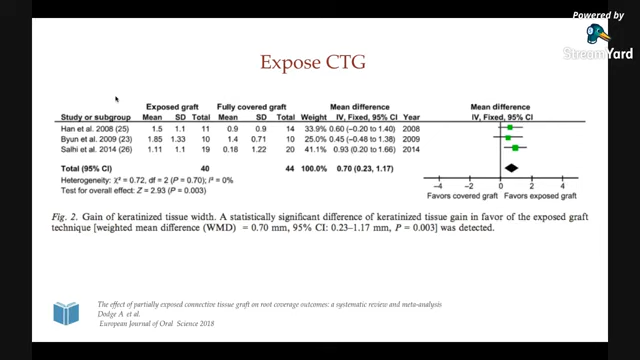 Powered by
StreamYard
Expose CTG
Exposed graft Fully covered graft Mean difference Mean difference
Study or subgroup Mean SD Total Mean SD Total Weight IV, Fixed, 95% CI Year IV, Fixed, 95% CI
Han et al. 2008 (25) 1.5 1.1 11 0.9 0.9 14 33.9% 0.60 (−0.20 to 1.40) 2008
Byun et al. 2009 (23) 1.85 1.33 10 1.4 0.71 10 25.0% 0.45 (−0.48 to 1.38) 2009
Salhi et al. 2014 (26) 1.11 1.1 19 0.18 1.22 20 41.1% 0.93 (0.20 to 1.66) 2014
Total (95% CI) 40 44 100.0% 0.70 (0.23, 1.17)
Heterogeneity: χ² = 0.72, df = 2 (P = 0.70); I² = 0%
Test for overall effect: Z = 2.93 (P = 0.003)
−4 −2 0 2 4
Favors covered graft Favors exposed graft
Fig. 2. Gain of keratinized tissue width. A statistically significant difference of keratinized tissue gain in favor of the exposed graft
technique [weighted mean difference (WMD) = 0.70 mm, 95% CI: 0.23–1.17 mm, P = 0.003] was detected.
The effect of partially exposed connective tissue graft on root coverage outcomes: a systematic review and meta-analysis
Dodge A et al.
European Journal of Oral Science 2018